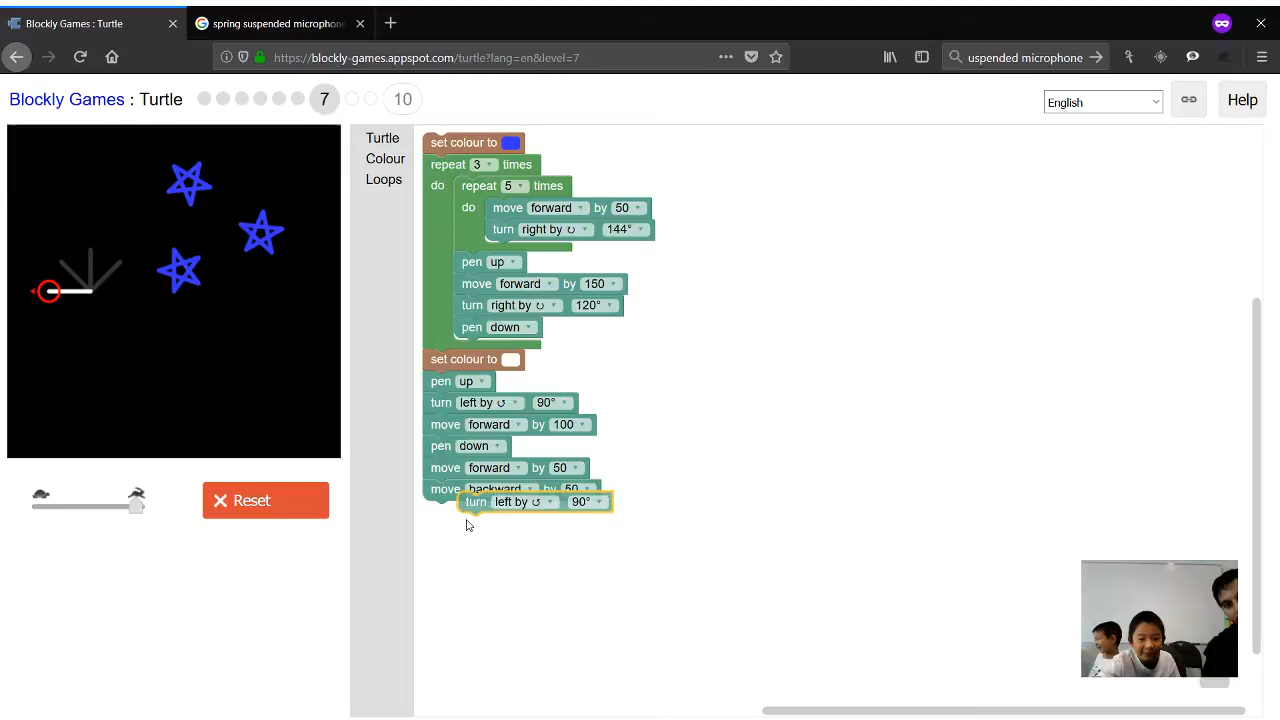 Blockly Games : Turtle
spring suspended microphone
https://blockly-games.appspot.com/turtle?lang=en&level=7
uspended microphone
Blockly Games : Turtle
7
10
English
Help
Turtle
Colour
Loops
set colour to
repeat 3 times
do repeat 5 times
do move forward by 50
turn right by ↻ 144°
pen up
move forward by 150
turn right by ↻ 120°
pen down
set colour to
pen up
turn left by ↺ 90°
move forward by 100
pen down
move forward by 50
move backward by 50
turn left by ↺ 90°
Reset